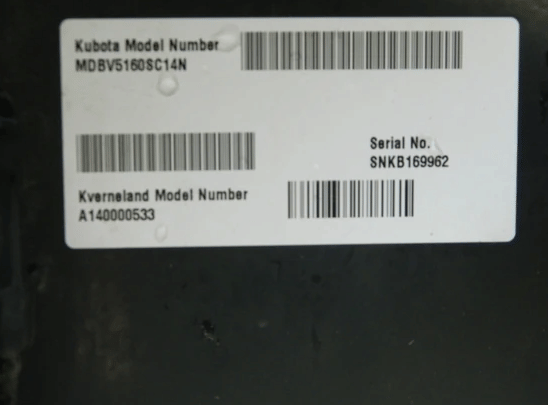 Kubota Model Number
MDBV5160SC14N
Serial No.
SNKB169962
Kverneland Model Number
A140000533